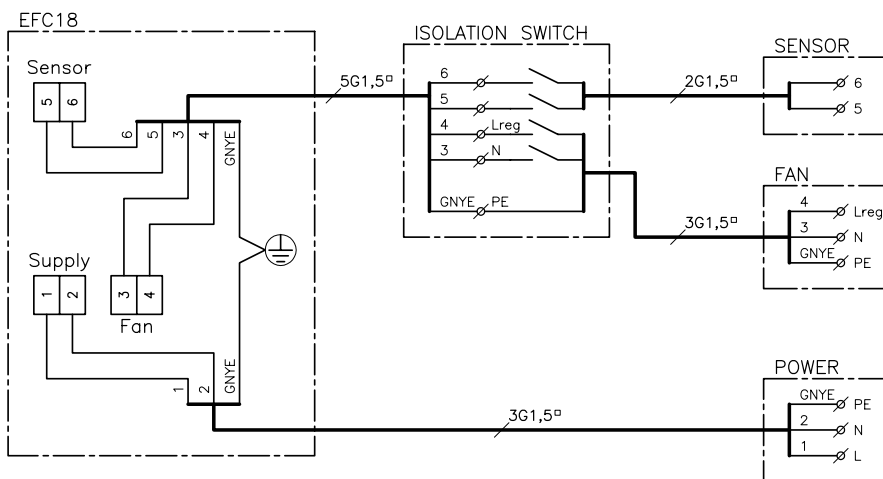 EFC18
Sensor
5 6
6 5 3 4 GNYE
Supply
1 2
3 4
Fan
1 2 GNYE
5G1,5□
ISOLATION SWITCH
6
5
4 Lreg
3 N
GNYE PE
2G1,5□
SENSOR
6
5
3G1,5□
FAN
4 Lreg
3 N
GNYE PE
3G1,5□
POWER
GNYE PE
2 N
1 L